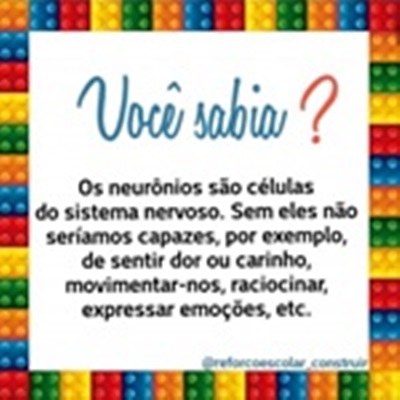 Você sabia ?
Os neurônios são células
do sistema nervoso. Sem eles não
seríamos capazes, por exemplo,
de sentir dor ou carinho,
movimentar-nos, raciocinar,
expressar emoções, etc.
@reforcoescolar_construir